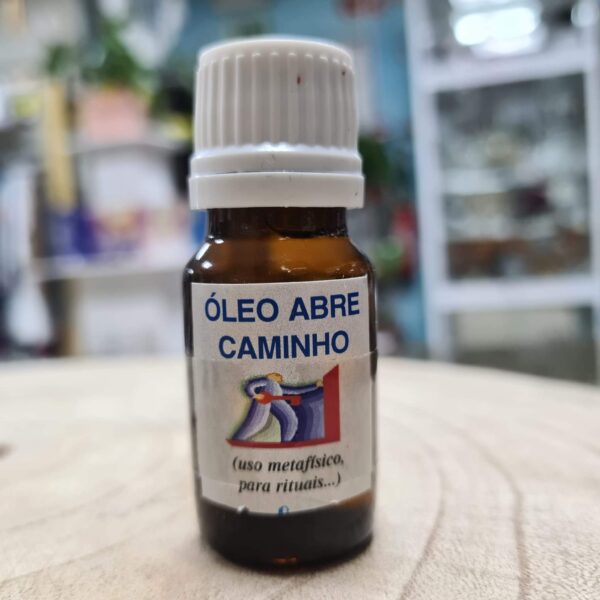 ÓLEO ABRE
CAMINHO
(uso metafísico,
para rituais...)